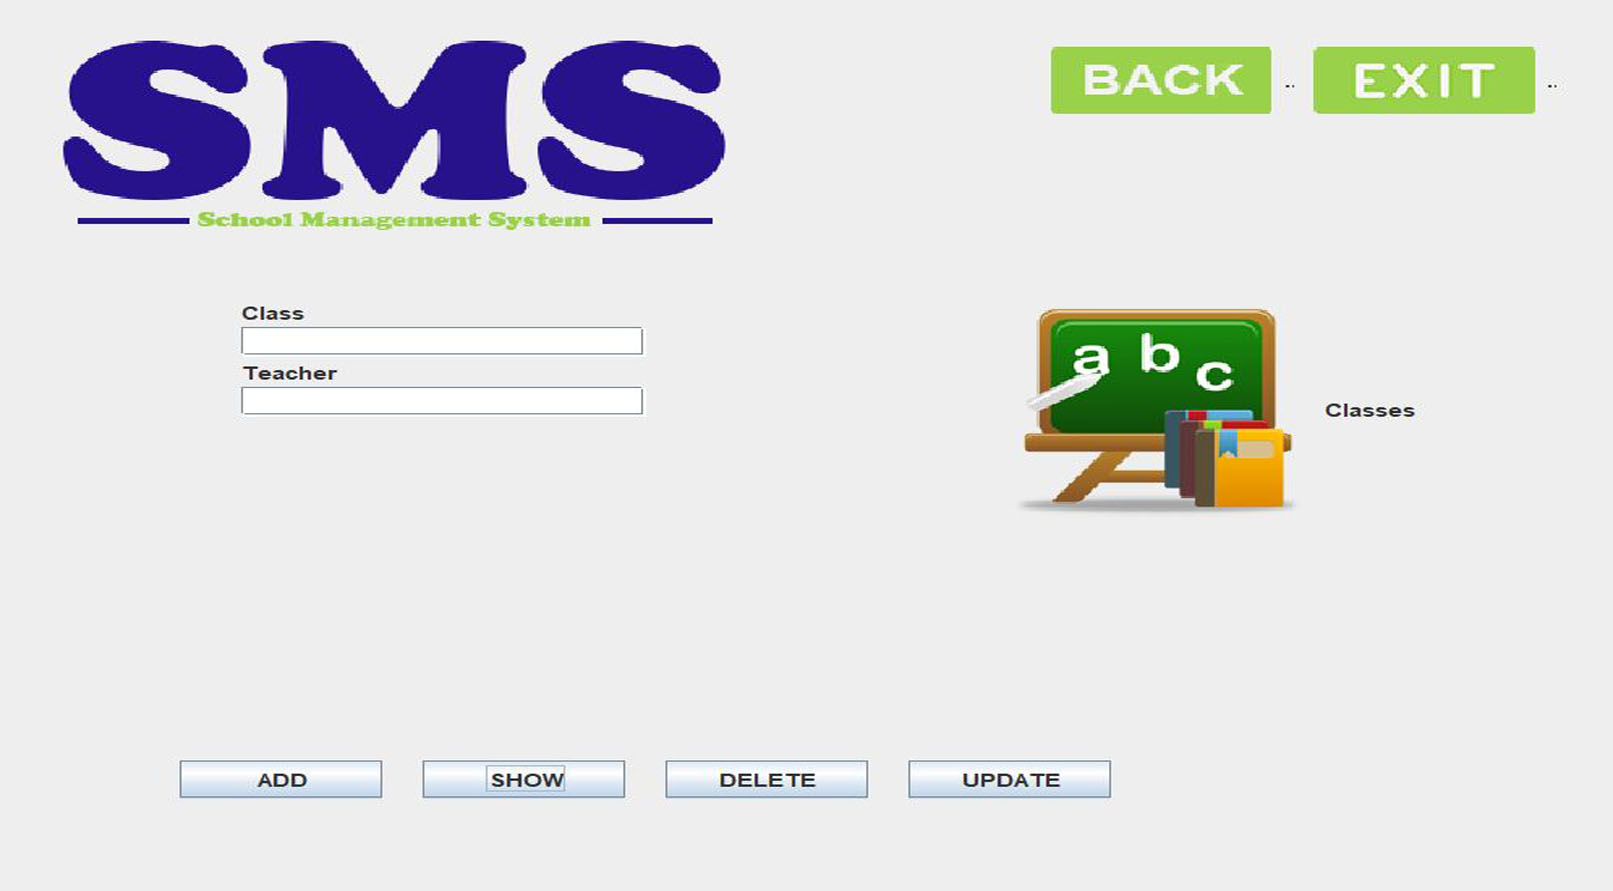 SMS
School Management System
BACK .. EXIT ..
Class
Teacher
a b c
Classes
ADD SHOW DELETE UPDATE